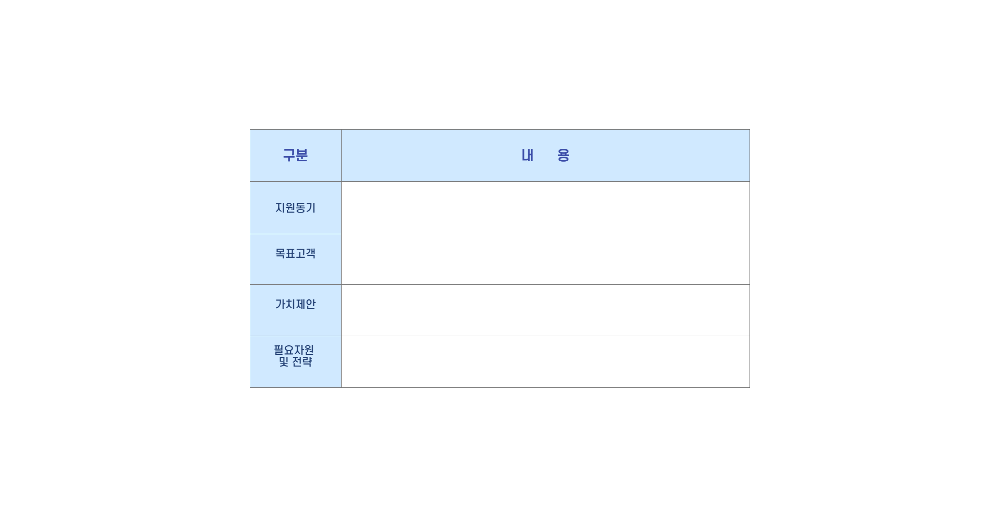 구분
내 용
지원동기
목표고객
가치제안
필요자원
및 전략